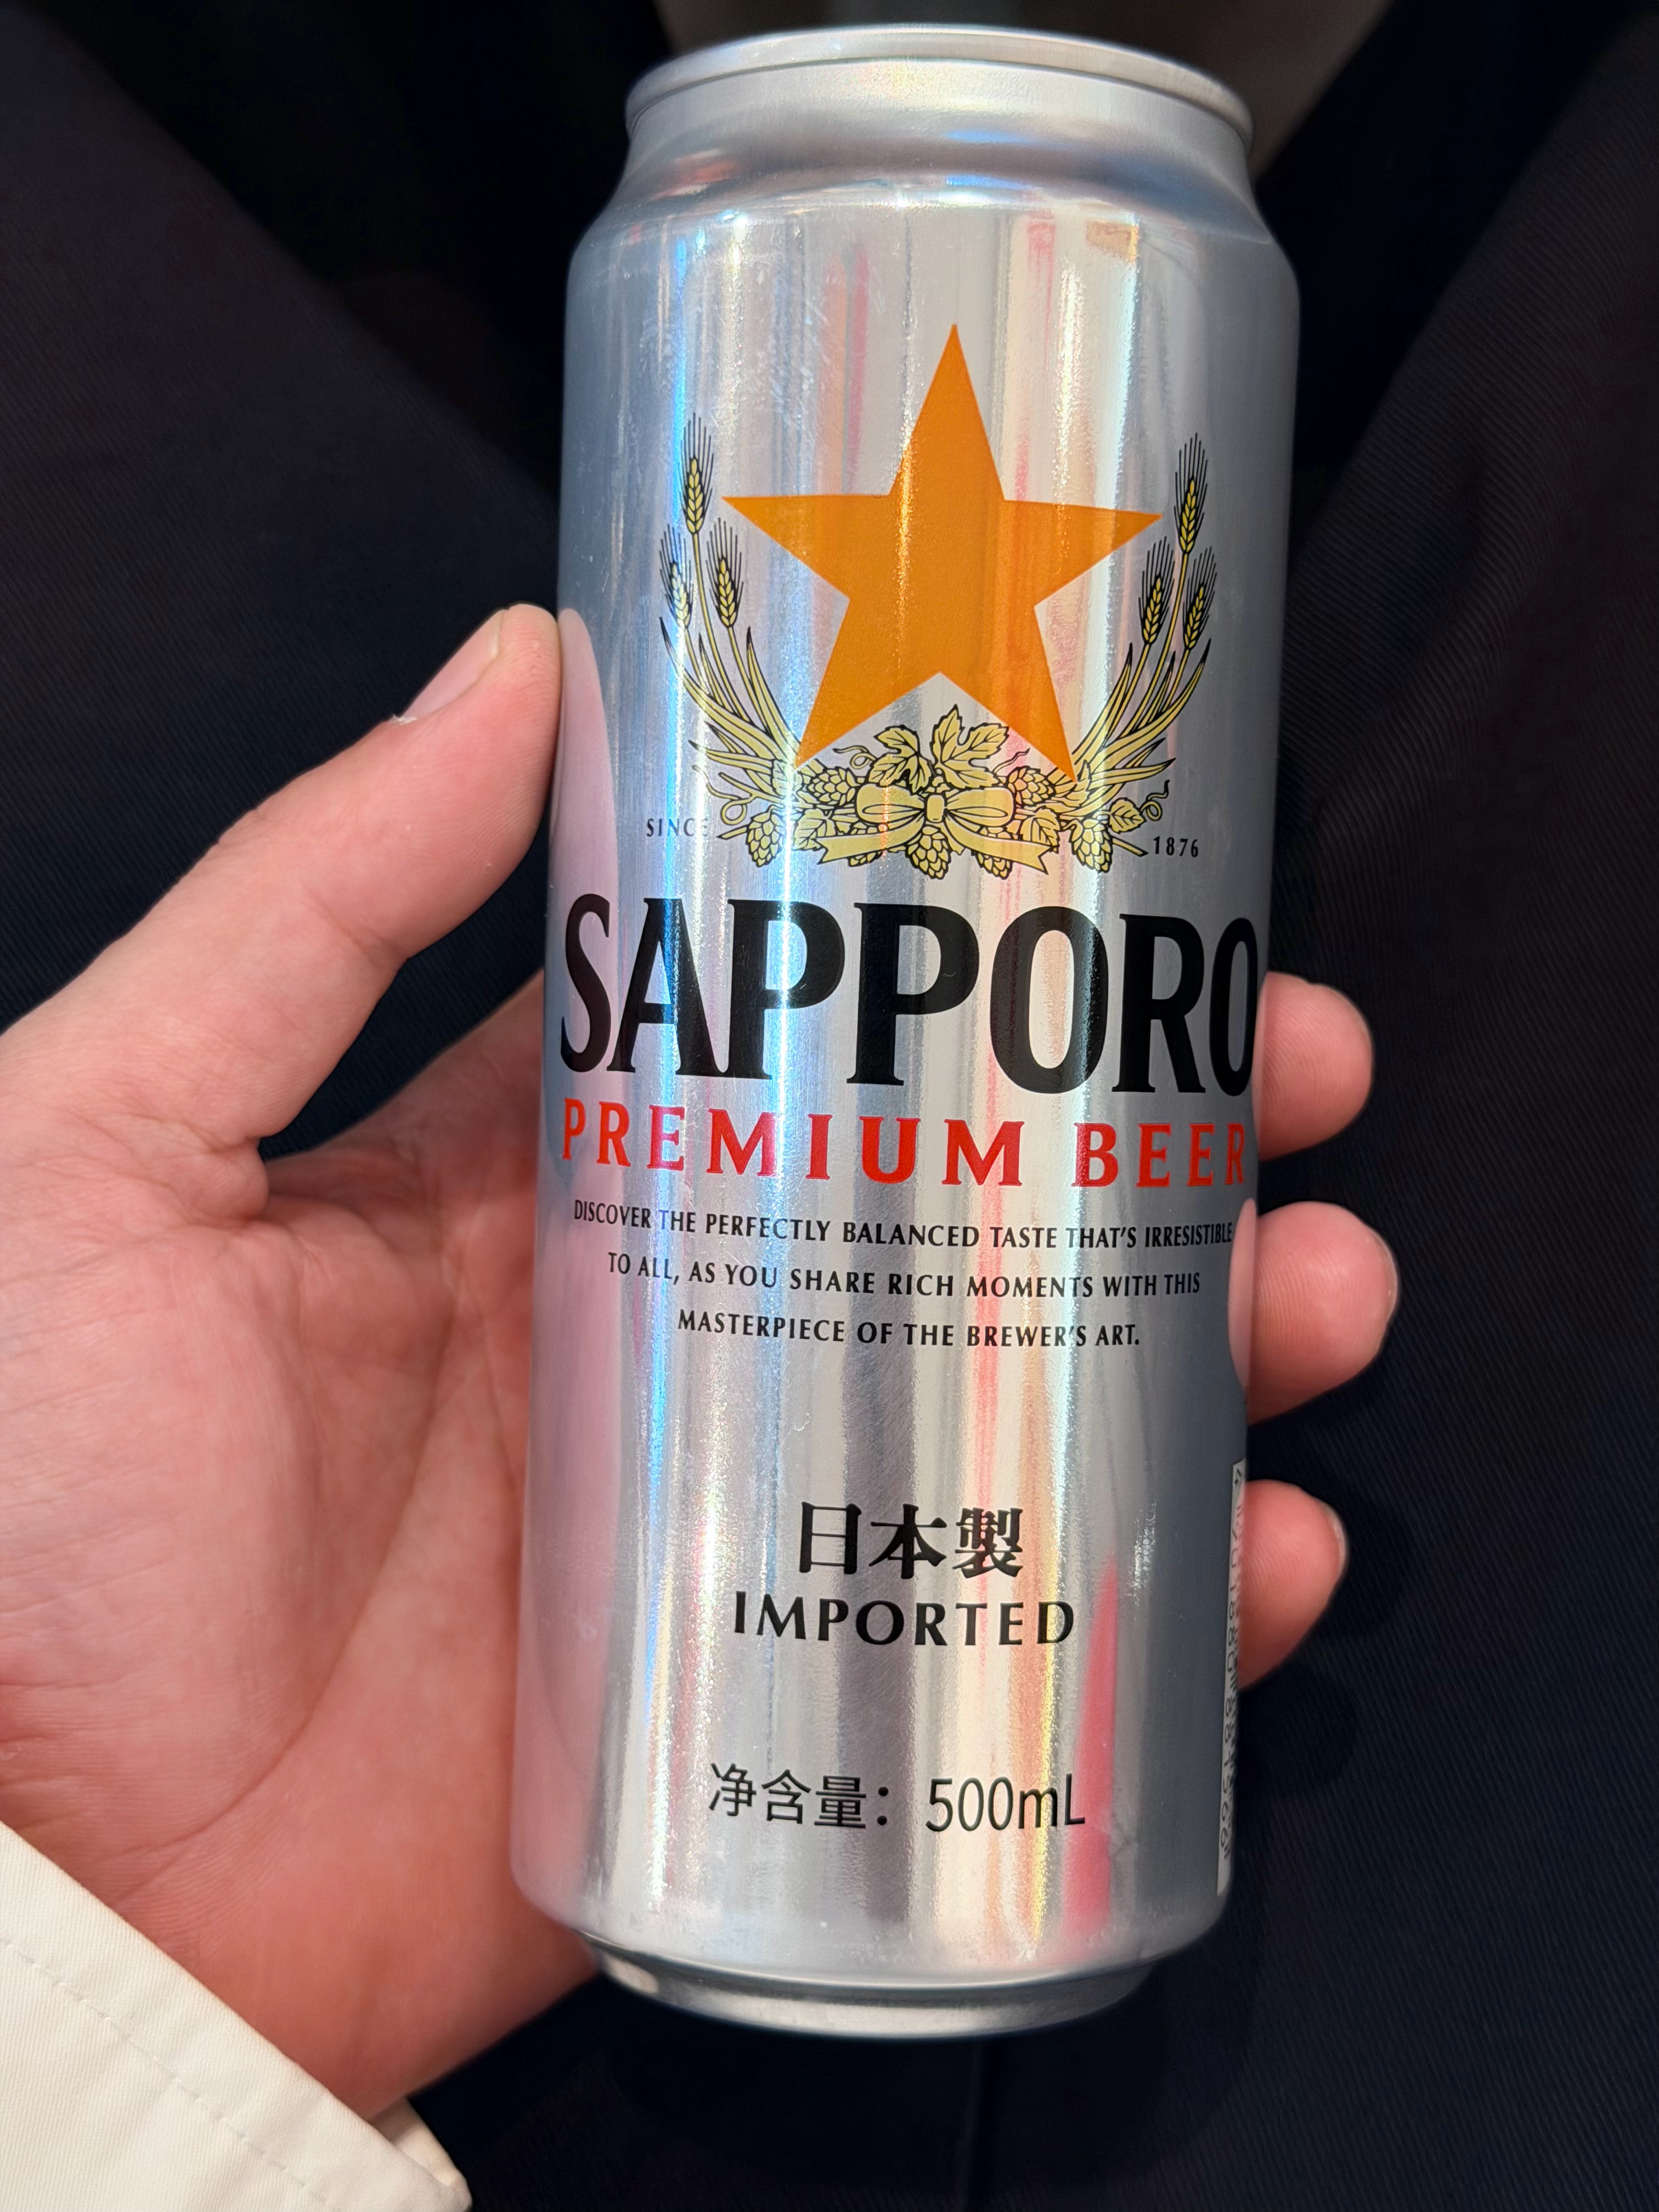 SINCE 1876
SAPPORO
PREMIUM BEER
DISCOVER THE PERFECTLY BALANCED TASTE THAT'S IRRESISTIBLE
TO ALL, AS YOU SHARE RICH MOMENTS WITH THIS
MASTERPIECE OF THE BREWER'S ART.
日本製
IMPORTED
净含量：500mL